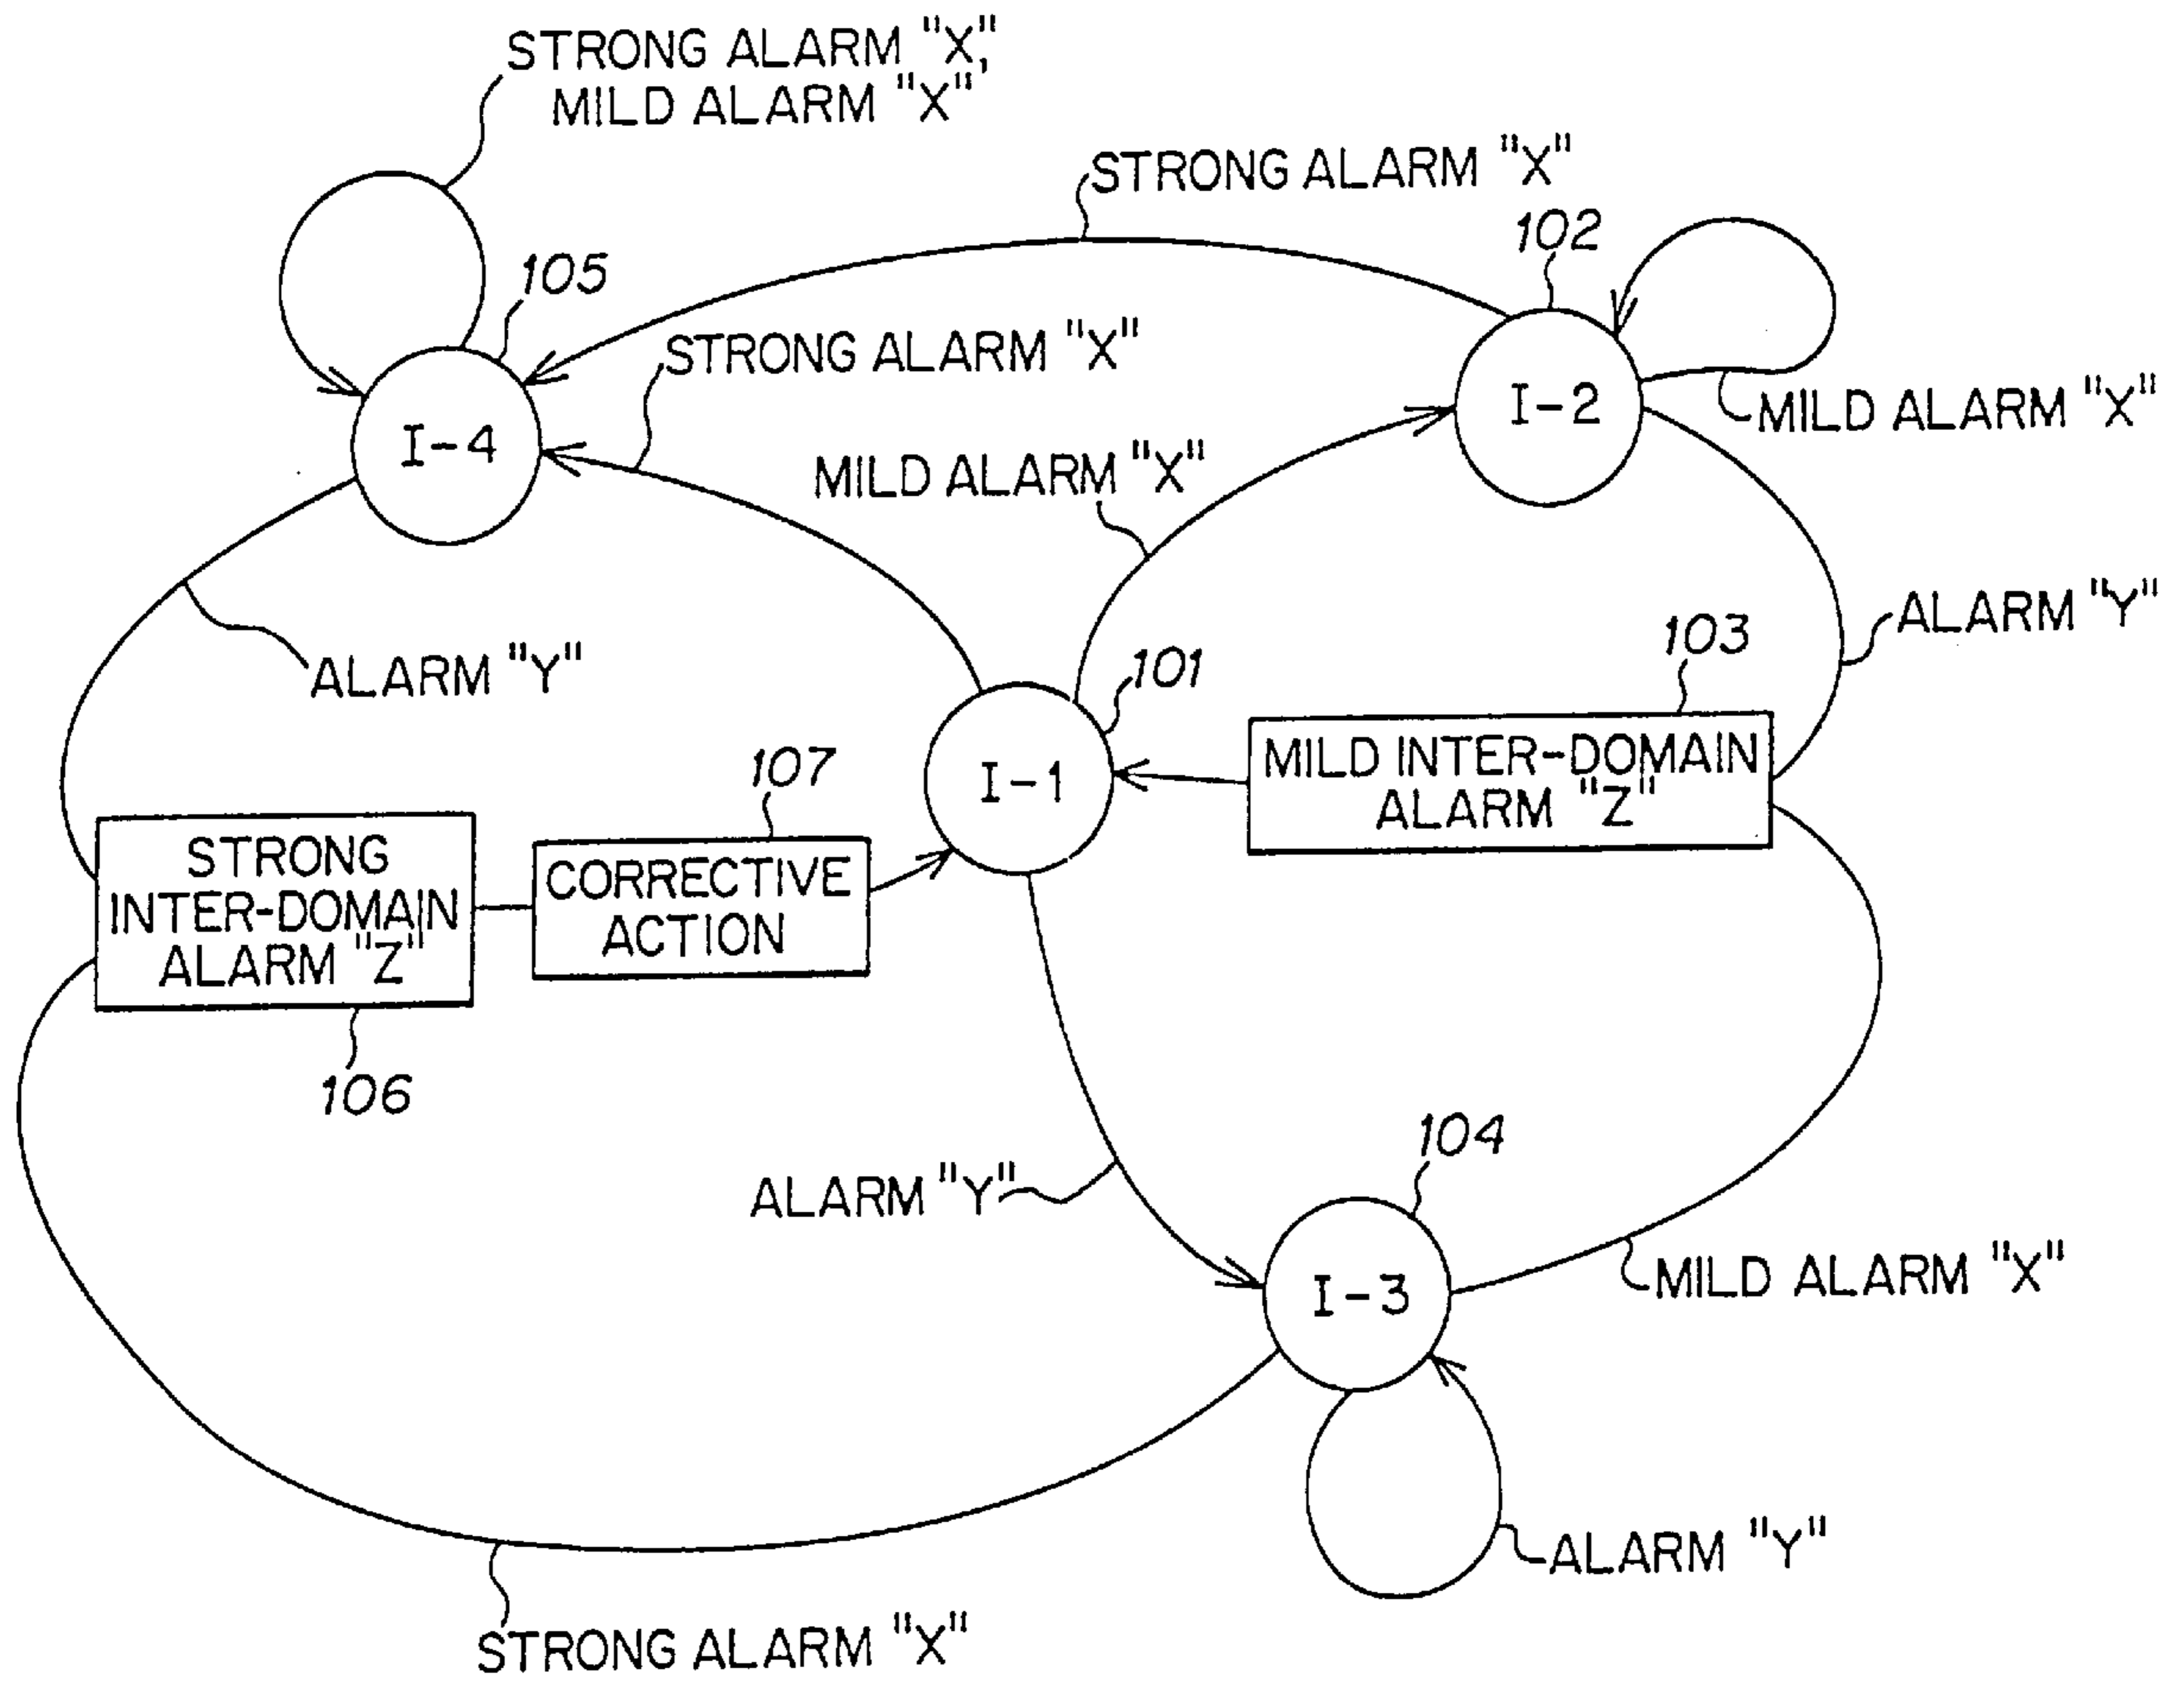 STRONG ALARM "X",
MILD ALARM "X"
STRONG ALARM "X"
102
105
STRONG ALARM "X"
I-2
MILD ALARM "X"
I-4
MILD ALARM "X"
ALARM "Y"
103
101
ALARM "Y"
107
I-1
MILD INTER-DOMAIN
ALARM "Z"
STRONG
INTER-DOMAIN
ALARM "Z"
CORRECTIVE
ACTION
106
104
ALARM "Y"
I-3
MILD ALARM "X"
ALARM "Y"
STRONG ALARM "X"